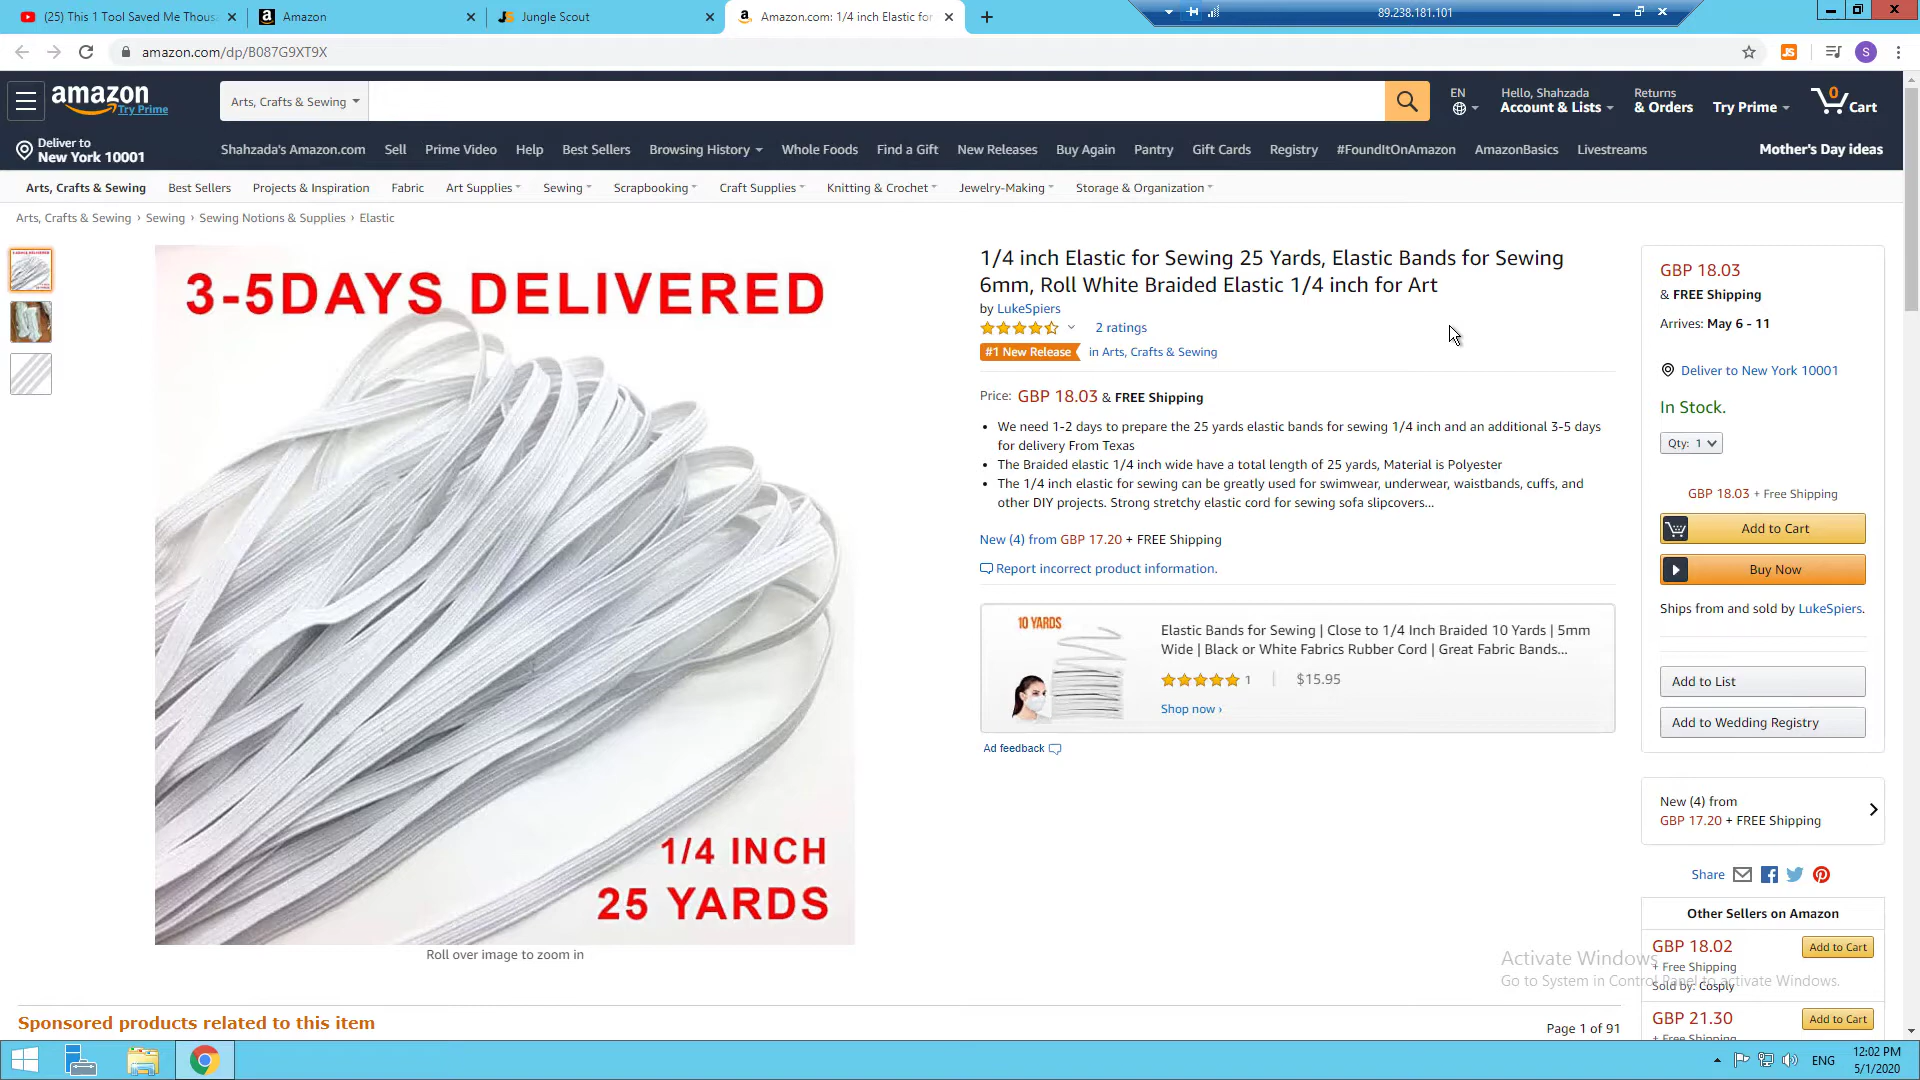 (25) This 1 Tool Saved Me Thous
Amazon
Jungle Scout
Amazon.com: 1/4 inch Elastic for
89.238.181.101
amazon.com/dp/B087G9XT9X
JS
S
amazon
Try Prime
Arts, Crafts & Sewing
EN
Hello, Shahzada
Account & Lists
Returns
& Orders
Try Prime
0
Cart
Deliver to
New York 10001
Shahzada's Amazon.com
Sell
Prime Video
Help
Best Sellers
Browsing History
Whole Foods
Find a Gift
New Releases
Buy Again
Pantry
Gift Cards
Registry
#FoundItOnAmazon
AmazonBasics
Livestreams
Mother's Day ideas
Arts, Crafts & Sewing
Best Sellers
Projects & Inspiration
Fabric
Art Supplies
Sewing
Scrapbooking
Craft Supplies
Knitting & Crochet
Jewelry-Making
Storage & Organization
Arts, Crafts & Sewing › Sewing › Sewing Notions & Supplies › Elastic
3-5DAYS DELIVERED
1/4 INCH
25 YARDS
Roll over image to zoom in
1/4 inch Elastic for Sewing 25 Yards, Elastic Bands for Sewing
6mm, Roll White Braided Elastic 1/4 inch for Art
by LukeSpiers
2 ratings
#1 New Release in Arts, Crafts & Sewing
Price: GBP 18.03 & FREE Shipping
• We need 1-2 days to prepare the 25 yards elastic bands for sewing 1/4 inch and an additional 3-5 days
for delivery From Texas
• The Braided elastic 1/4 inch wide have a total length of 25 yards, Material is Polyester
• The 1/4 inch elastic for sewing can be greatly used for swimwear, underwear, waistbands, cuffs, and
other DIY projects. Strong stretchy elastic cord for sewing sofa slipcovers...
New (4) from GBP 17.20 + FREE Shipping
Report incorrect product information.
10 YARDS
Elastic Bands for Sewing | Close to 1/4 Inch Braided 10 Yards | 5mm
Wide | Black or White Fabrics Rubber Cord | Great Fabric Bands...
1 | $15.95
Shop now ›
Ad feedback
GBP 18.03
& FREE Shipping
Arrives: May 6 - 11
Deliver to New York 10001
In Stock.
Qty: 1
GBP 18.03 + Free Shipping
Add to Cart
Buy Now
Ships from and sold by LukeSpiers.
Add to List
Add to Wedding Registry
New (4) from
GBP 17.20 + FREE Shipping
Share
Other Sellers on Amazon
GBP 18.02
Add to Cart
+ Free Shipping
Sold by: Cosply
GBP 21.30
Add to Cart
+ Free Shipping
Activate Windows
Go to System in Control Panel to activate Windows.
Sponsored products related to this item
Page 1 of 91
ENG
12:02 PM
5/1/2020